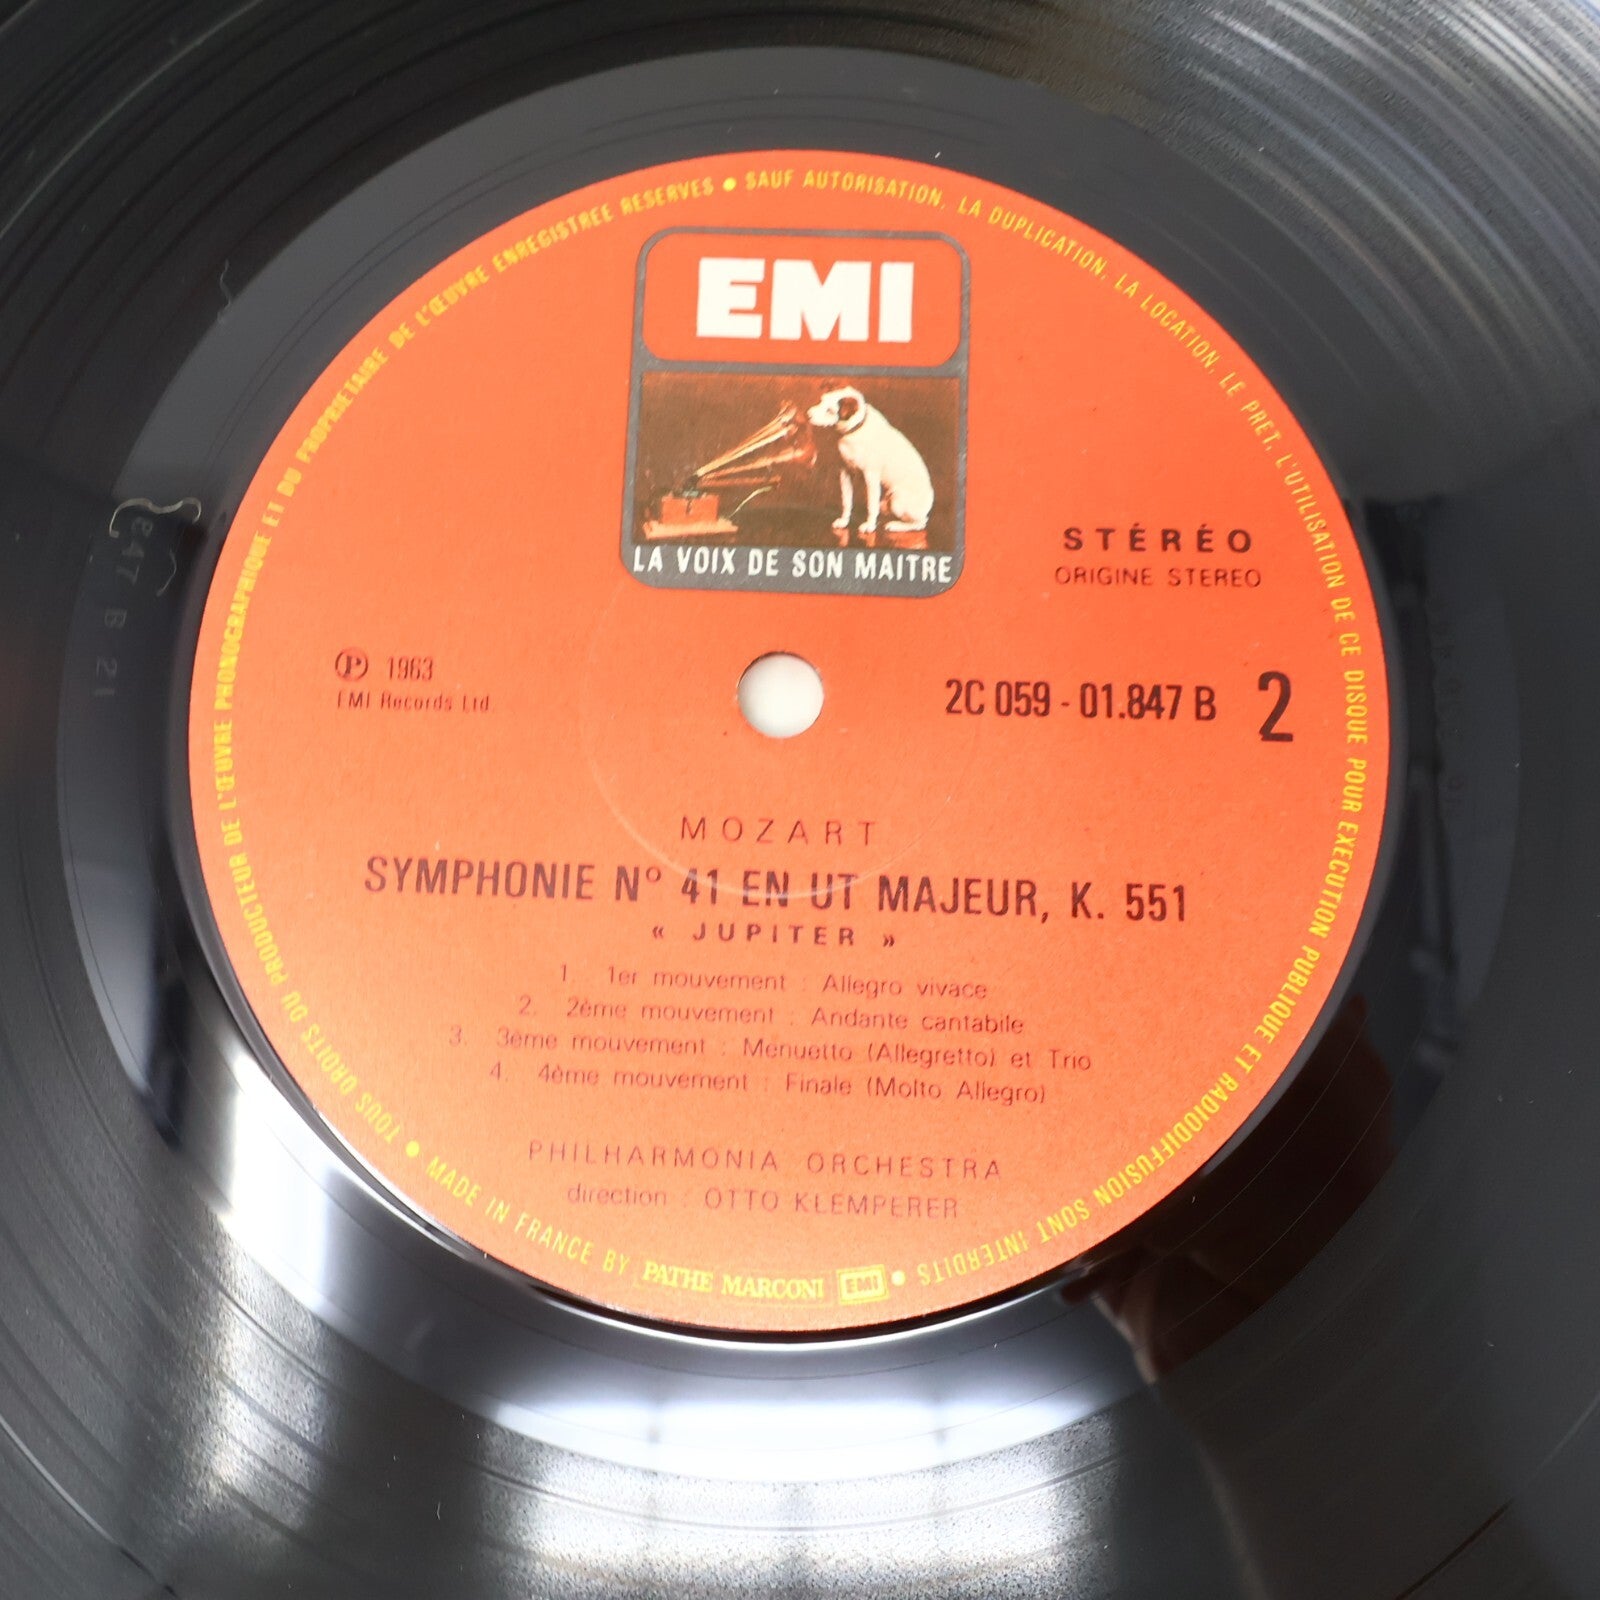 EMI
LA VOIX DE SON MAITRE
STÉRÉO
ORIGINE STEREO
℗ 1963
EMI Records Ltd.
2C 059 - 01.847 B 2
MOZART
SYMPHONIE N° 41 EN UT MAJEUR, K. 551
« JUPITER »
1. 1er mouvement : Allegro vivace
2. 2ème mouvement : Andante cantabile
3. 3ème mouvement : Menuetto (Allegretto) et Trio
4. 4ème mouvement : Finale (Molto Allegro)
PHILHARMONIA ORCHESTRA
direction : OTTO KLEMPERER
TOUS DROITS DU PRODUCTEUR DE L'ŒUVRE PHONOGRAPHIQUE ET DU PROPRIETAIRE DE L'ŒUVRE ENREGISTREE RESERVES • SAUF AUTORISATION, LA DUPLICATION, LA LOCATION, LE PRET, L'UTILISATION DE CE DISQUE POUR EXECUTION PUBLIQUE ET RADIODIFFUSION SONT INTERDITS •
MADE IN FRANCE BY PATHE MARCONI EMI
B 21